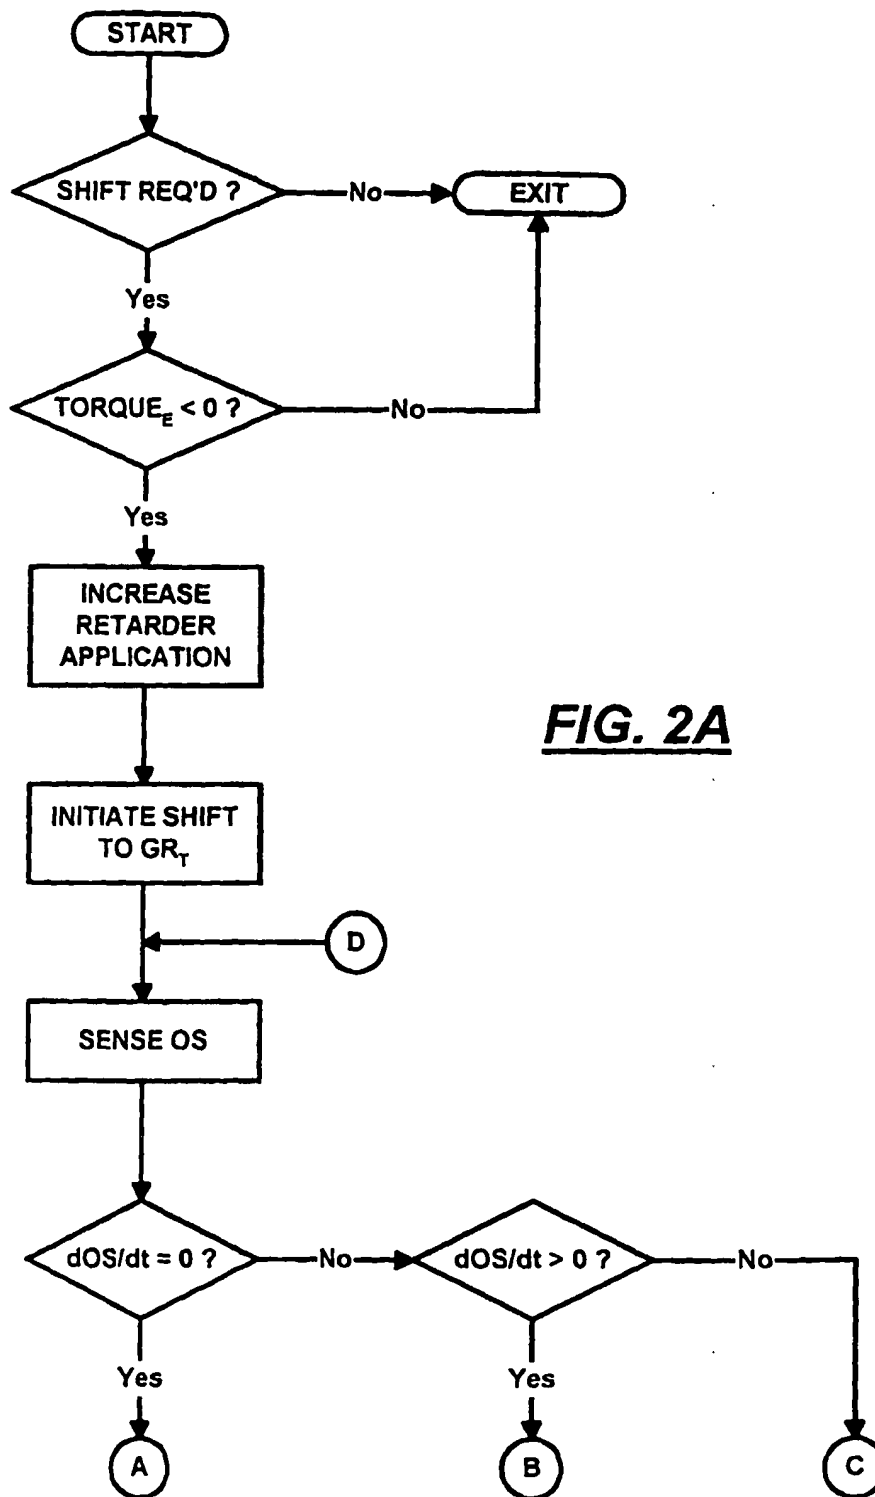 START
SHIFT REQ'D ?
No
EXIT
Yes
TORQUE_E < 0 ?
No
Yes
INCREASE
RETARDER
APPLICATION
FIG. 2A
INITIATE SHIFT
TO GR_T
D
SENSE OS
dOS/dt = 0 ?
No
dOS/dt > 0 ?
No
Yes
Yes
A
B
C